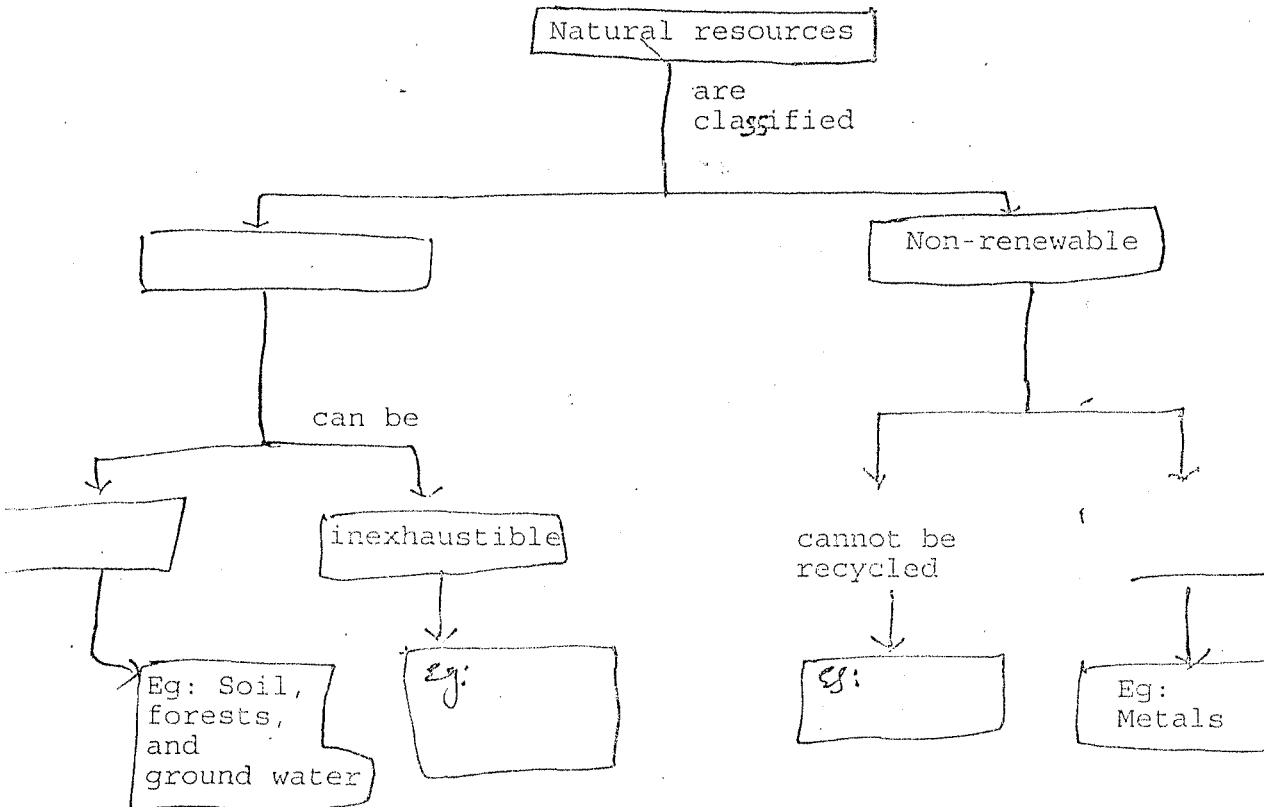 Natural resources
are
classified
Non-renewable
can be
inexhaustible
cannot be
recycled
Eg: Soil,
forests,
and
ground water
Eg:
Eg:
Eg:
Metals